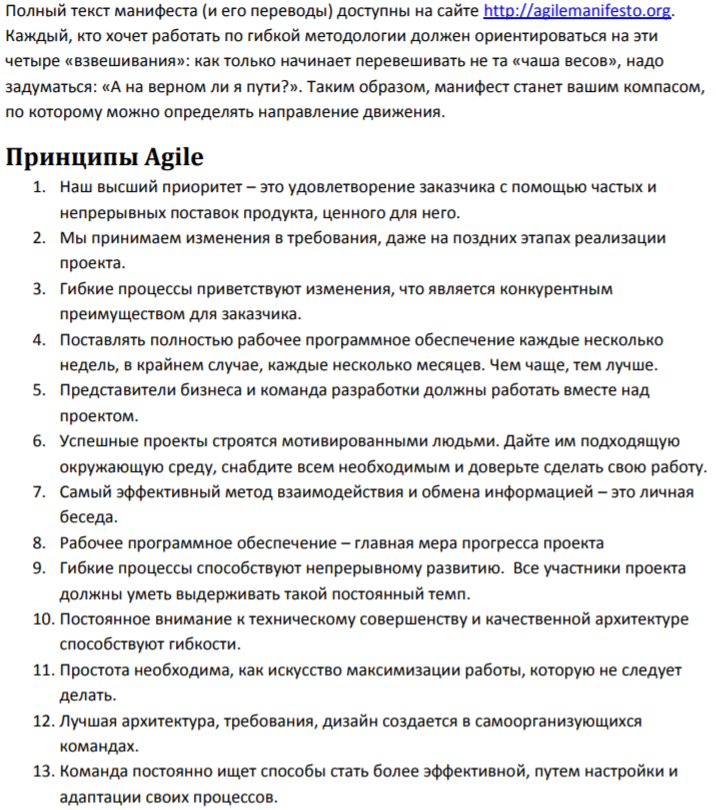 Полный текст манифеста (и его переводы) доступны на сайте http://agilemanifesto.org.
Каждый, кто хочет работать по гибкой методологии должен ориентироваться на эти
четыре «взвешивания»: как только начинает перевешивать не та «чаша весов», надо
задуматься: «А на верном ли я пути?». Таким образом, манифест станет вашим компасом,
по которому можно определять направление движения.
Принципы Agile
1. Наш высший приоритет – это удовлетворение заказчика с помощью частых и
непрерывных поставок продукта, ценного для него.
2. Мы принимаем изменения в требования, даже на поздних этапах реализации
проекта.
3. Гибкие процессы приветствуют изменения, что является конкурентным
преимуществом для заказчика.
4. Поставлять полностью рабочее программное обеспечение каждые несколько
недель, в крайнем случае, каждые несколько месяцев. Чем чаще, тем лучше.
5. Представители бизнеса и команда разработки должны работать вместе над
проектом.
6. Успешные проекты строятся мотивированными людьми. Дайте им подходящую
окружающую среду, снабдите всем необходимым и доверьте сделать свою работу.
7. Самый эффективный метод взаимодействия и обмена информацией – это личная
беседа.
8. Рабочее программное обеспечение – главная мера прогресса проекта
9. Гибкие процессы способствуют непрерывному развитию. Все участники проекта
должны уметь выдерживать такой постоянный темп.
10. Постоянное внимание к техническому совершенству и качественной архитектуре
способствуют гибкости.
11. Простота необходима, как искусство максимизации работы, которую не следует
делать.
12. Лучшая архитектура, требования, дизайн создается в самоорганизующихся
командах.
13. Команда постоянно ищет способы стать более эффективной, путем настройки и
адаптации своих процессов.